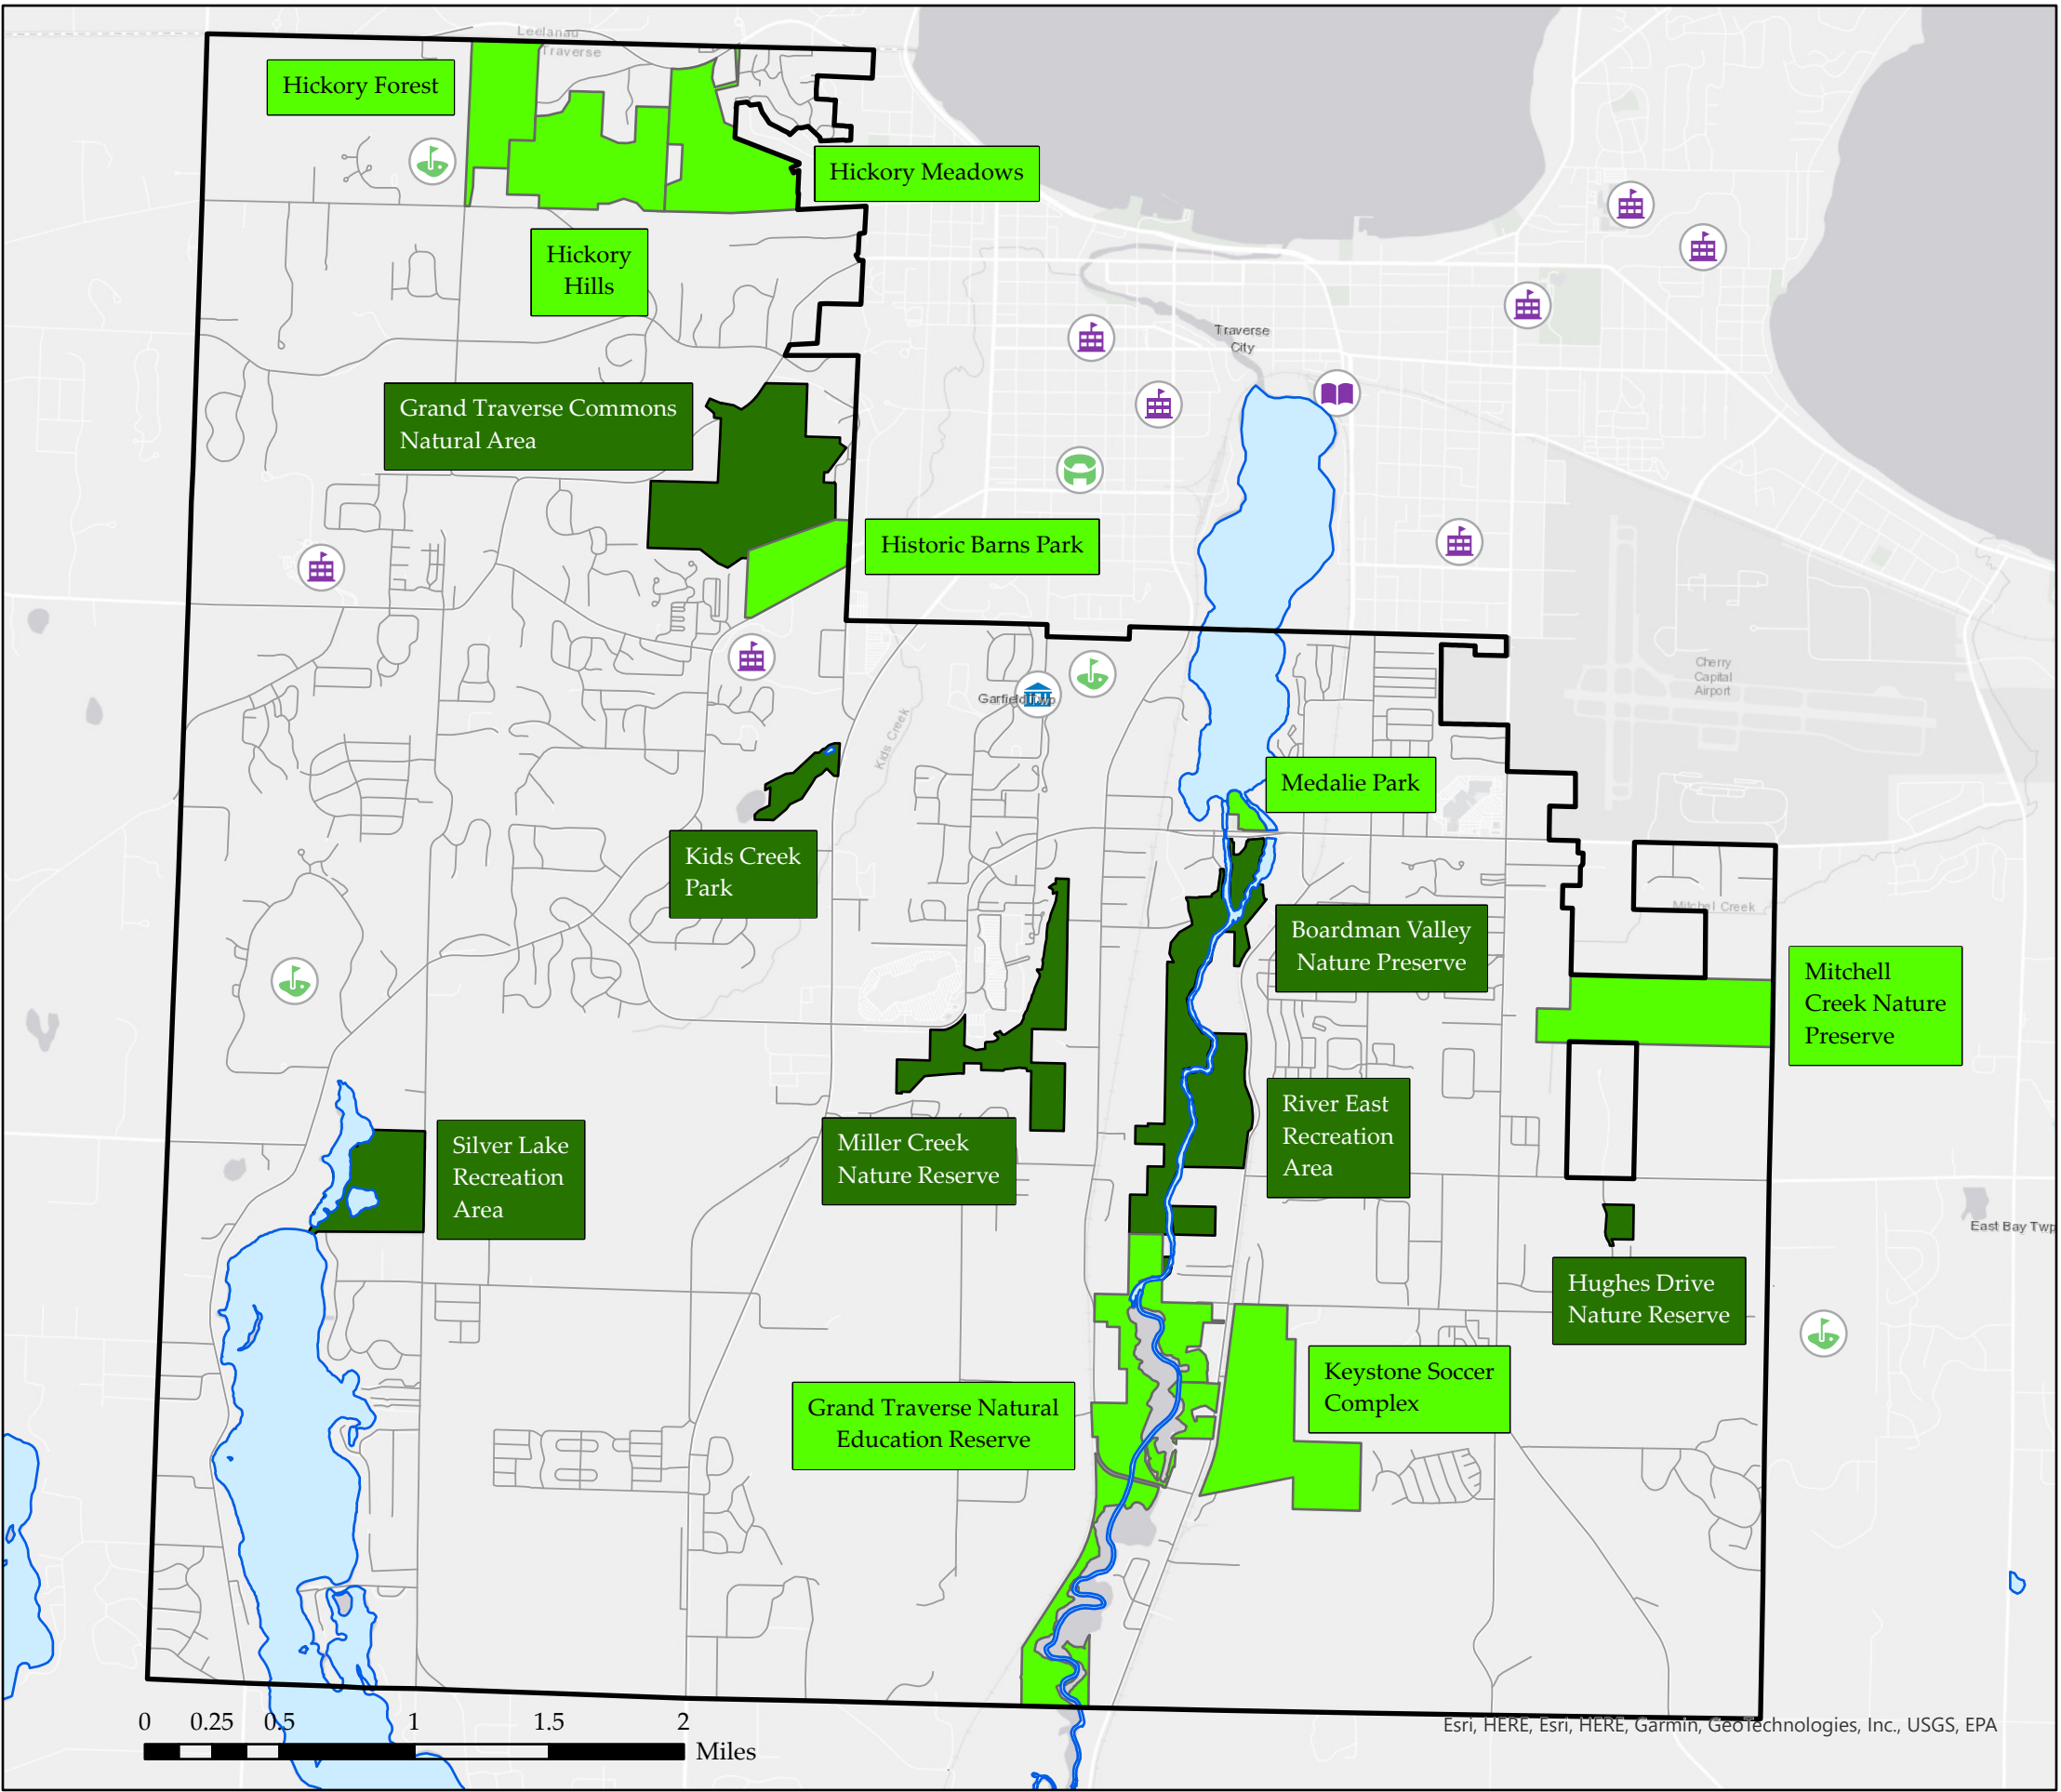 Leelanau
Traverse
Hickory Forest
Hickory Meadows
Hickory
Hills
Traverse
City
Grand Traverse Commons
Natural Area
Historic Barns Park
Cherry
Capital
Airport
Kids Creek
Medalie Park
Kids Creek
Park
Mitchel Creek
Boardman Valley
Nature Preserve
Mitchell
Creek Nature
Preserve
River East
Recreation
Area
Silver Lake
Recreation
Area
Miller Creek
Nature Reserve
East Bay Twp
Hughes Drive
Nature Reserve
Keystone Soccer
Complex
Grand Traverse Natural
Education Reserve
0 0.25 0.5 1 1.5 2
Miles
Esri, HERE, Esri, HERE, Garmin, GeoTechnologies, Inc., USGS, EPA